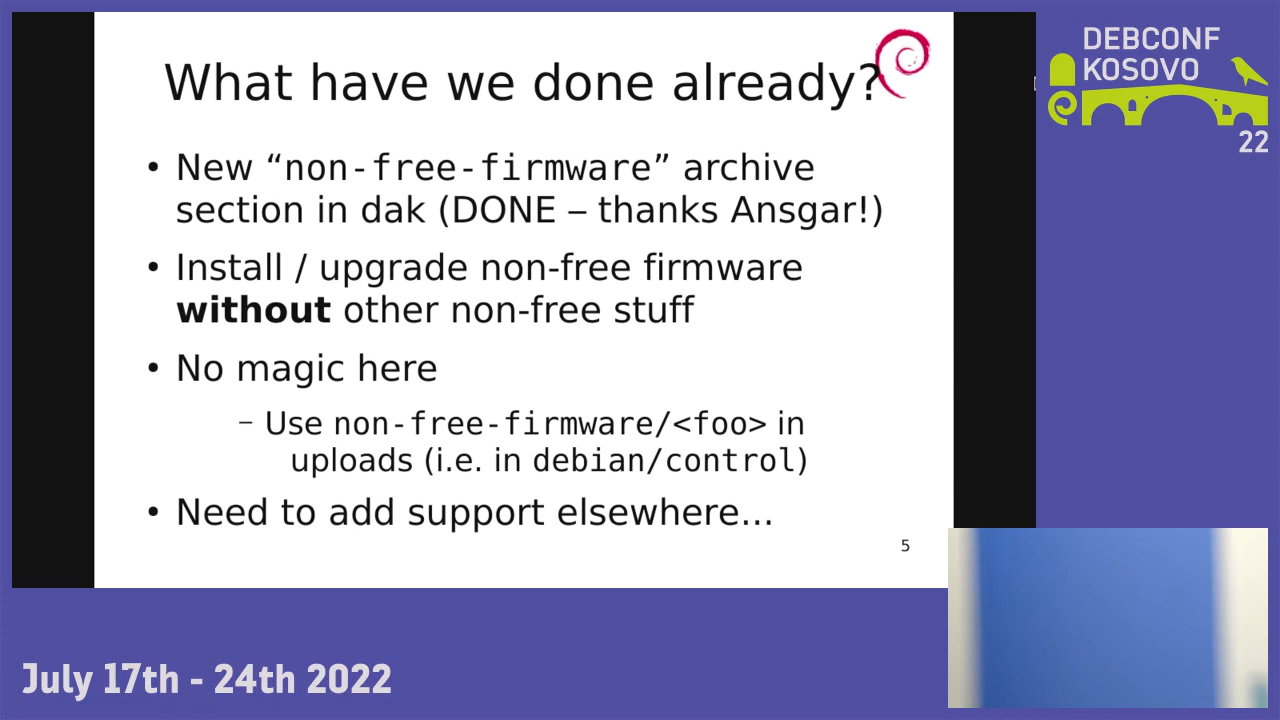 What have we done already?
• New “non-free-firmware” archive
section in dak (DONE – thanks Ansgar!)
• Install / upgrade non-free firmware
without other non-free stuff
• No magic here
– Use non-free-firmware/<foo> in
uploads (i.e. in debian/control)
• Need to add support elsewhere...
5
DEBCONF
KOSOVO
22
July 17th - 24th 2022